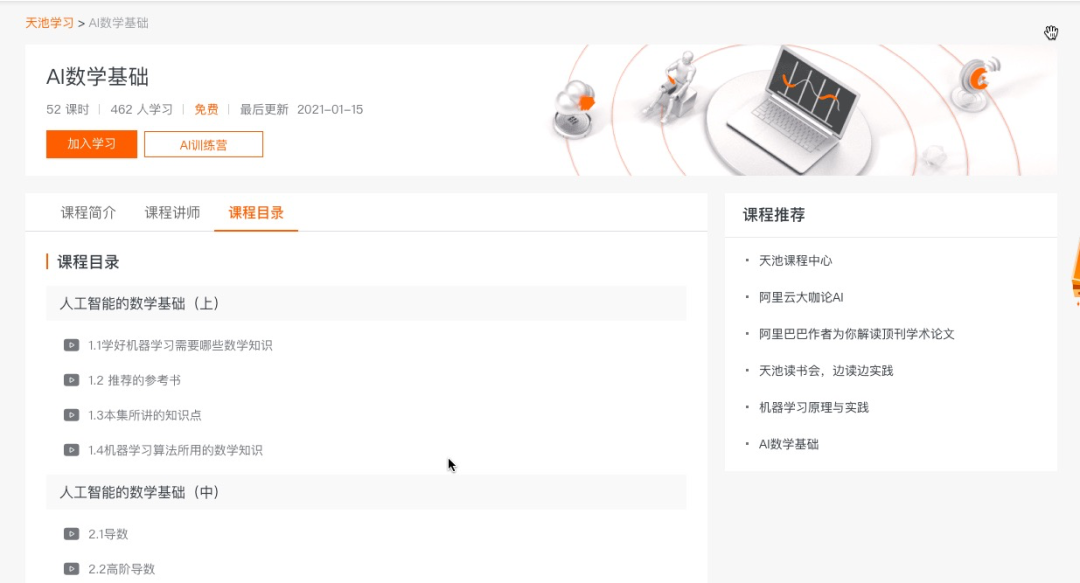 天池学习 > AI数学基础
AI数学基础
52 课时 | 462 人学习 | 免费 | 最后更新 2021-01-15
加入学习 AI训练营
课程简介 课程讲师 课程目录
课程目录
人工智能的数学基础（上）
1.1学好机器学习需要哪些数学知识
1.2 推荐的参考书
1.3本集所讲的知识点
1.4机器学习算法所用的数学知识
人工智能的数学基础（中）
2.1导数
2.2高阶导数
课程推荐
· 天池课程中心
· 阿里云大咖论AI
· 阿里巴巴作者为你解读顶刊学术论文
· 天池读书会，边读边实践
· 机器学习原理与实践
· AI数学基础